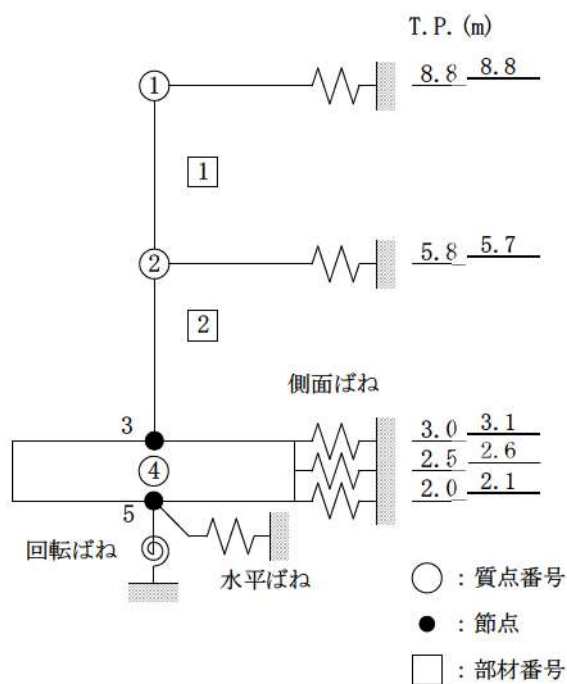 T.P.(m)
① 8.8 8.8
1
② 5.8 5.7
2
側面ばね
3 3.0 3.1
④ 2.5 2.6
5 2.0 2.1
回転ばね
水平ばね
○：質点番号
●：節点
□：部材番号